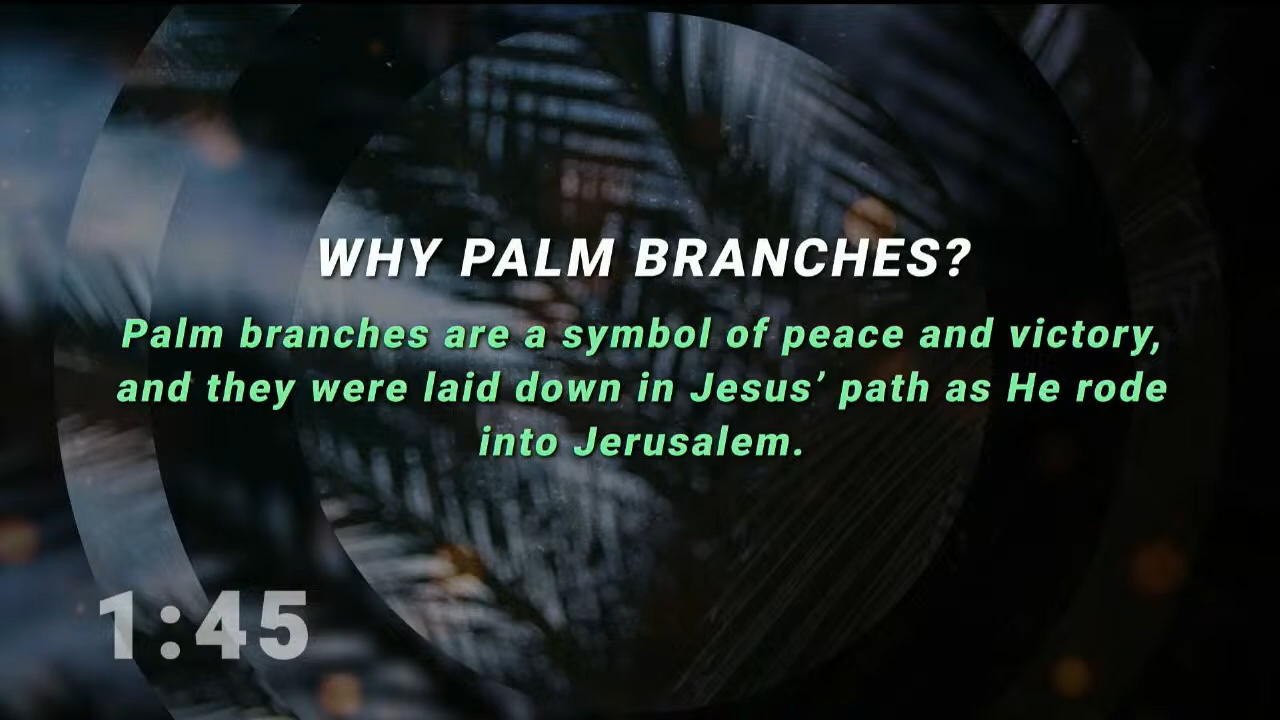 WHY PALM BRANCHES?
Palm branches are a symbol of peace and victory,
and they were laid down in Jesus’ path as He rode
into Jerusalem.
1:45